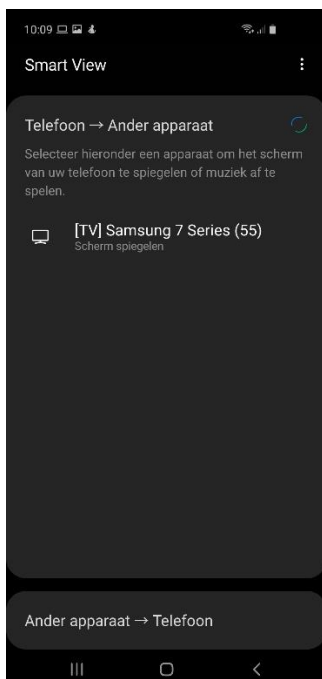 10:09
Smart View
Telefoon → Ander apparaat
Selecteer hieronder een apparaat om het scherm
van uw telefoon te spiegelen of muziek af te
spelen.
[TV] Samsung 7 Series (55)
Scherm spiegelen
Ander apparaat → Telefoon